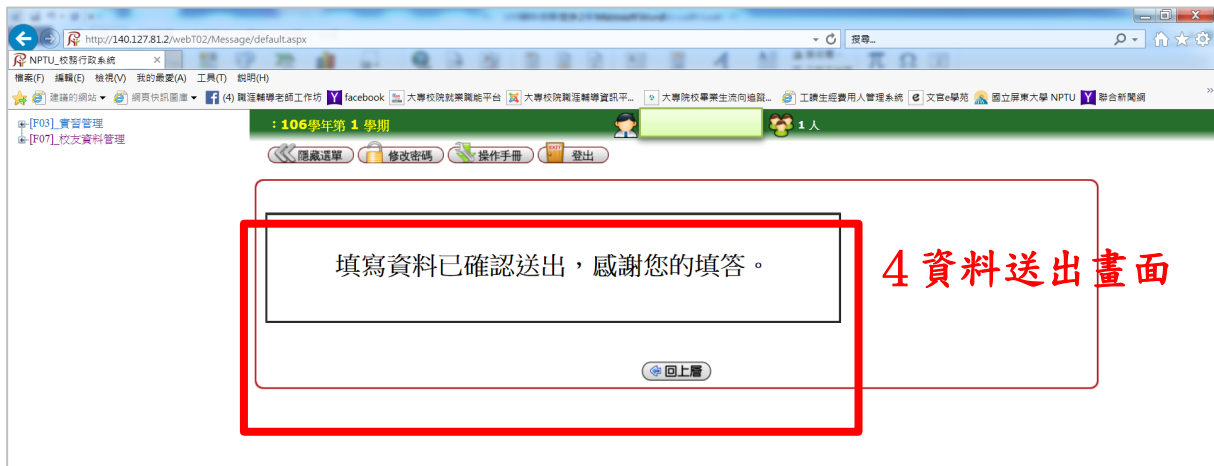 http://140.127.81.2/webT02/Message/default.aspx
搜尋...
NPTU_校務行政系統
檔案(F) 編輯(E) 檢視(V) 我的最愛(A) 工具(T) 說明(H)
建議的網站 網頁快訊圖庫 (4) 職涯輔導老師工作坊 facebook 大專校院就業職能平台 大專校院職涯輔導資訊平... 大專院校畢業生流向追蹤... 工讀生經費用人管理系統 文官e學苑 國立屏東大學 NPTU 聯合新聞網
[F03]_實習管理
[F07]_校友資料管理
：106學年第 1 學期 1 人
隱藏選單 修改密碼 操作手冊 登出
填寫資料已確認送出，感謝您的填答。
4 資料送出畫面
回上層